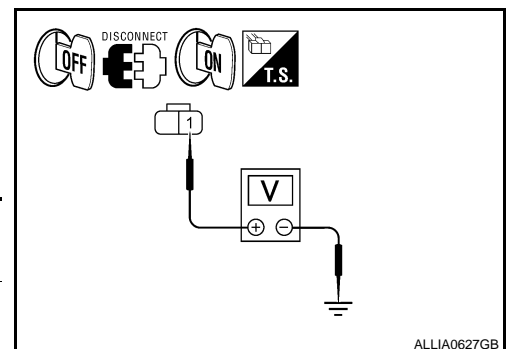 OFF
DISCONNECT
ON
T.S.
1
V
+ −
ALLIA0627GB